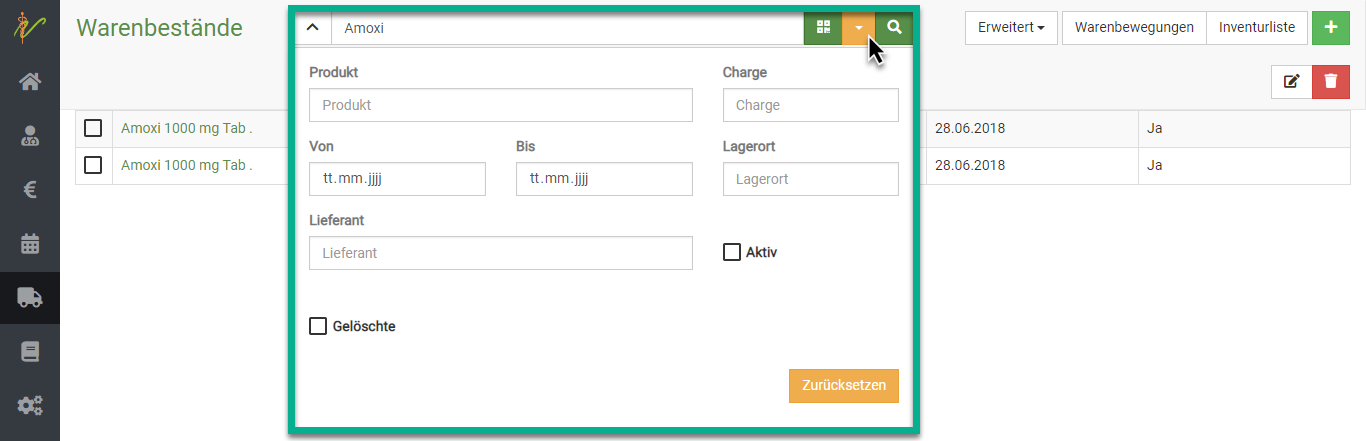 Warenbestände
Amoxi
Erweitert
Warenbewegungen
Inventurliste
Produkt
Charge
Produkt
Charge
Von
Bis
Lagerort
tt.mm.jjjj
tt.mm.jjjj
Lagerort
Lieferant
Lieferant
Aktiv
Gelöschte
Zurücksetzen
Amoxi 1000 mg Tab .
28.06.2018
Ja
Amoxi 1000 mg Tab .
28.06.2018
Ja